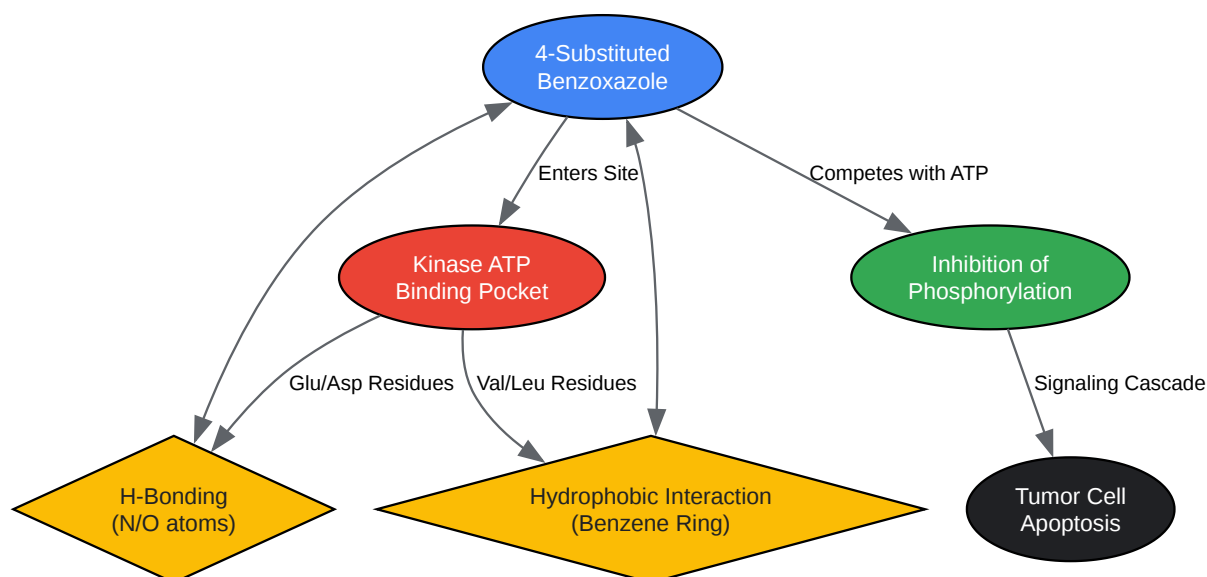 4-Substituted
Benzoxazole
Enters Site
Competes with ATP
Kinase ATP
Binding Pocket
Inhibition of
Phosphorylation
Glu/Asp Residues
Val/Leu Residues
Signaling Cascade
H-Bonding
(N/O atoms)
Hydrophobic Interaction
(Benzene Ring)
Tumor Cell
Apoptosis